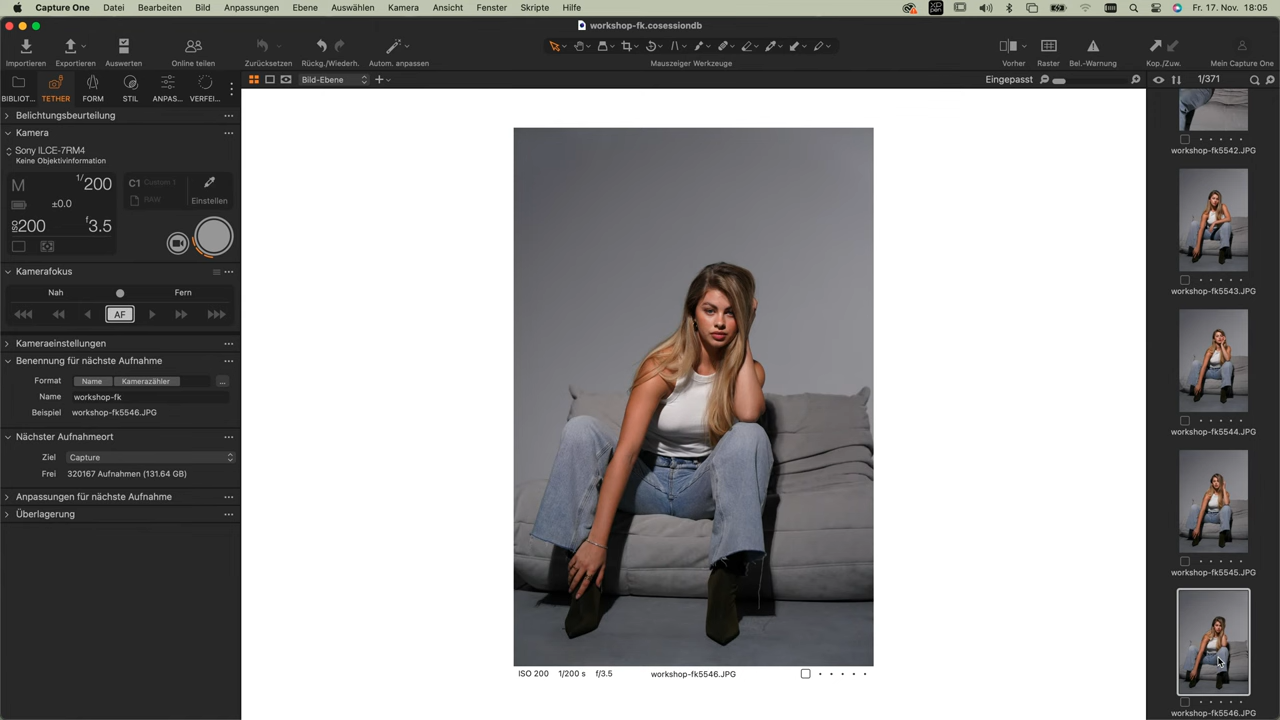 Capture One Datei Bearbeiten Bild Anpassungen Ebene Auswählen Kamera Ansicht Fenster Skripte Hilfe Fr. 17. Nov. 18:05
workshop-fk.cosessiondb
Importieren Exportieren Auswerten Online teilen Zurücksetzen Rückg./Wiederh. Autom. anpassen Mauszeiger Werkzeuge Vorher Raster Bel.-Warnung Kop./Zuw. Mein Capture One
BIBLIOT... TETHER FORM STIL ANPAS... VERFEI...
Bild-Ebene Eingepasst 1/371
Belichtungsbeurteilung
Kamera
Sony ILCE-7RM4
Keine Objektivinformation
M 1/200
C1 Custom 1
±0.0
RAW
Einstellen
ISO 200 f 3.5
Kamerafokus
Nah Fern
AF
Kameraeinstellungen
Benennung für nächste Aufnahme
Format Name Kamerazähler ...
Name workshop-fk
Beispiel workshop-fk5546.JPG
Nächster Aufnahmeort
Ziel Capture
Frei 320167 Aufnahmen (131.64 GB)
Anpassungen für nächste Aufnahme
Überlagerung
ISO 200 1/200 s f/3.5 workshop-fk5546.JPG
workshop-fk5542.JPG
workshop-fk5543.JPG
workshop-fk5544.JPG
workshop-fk5545.JPG
workshop-fk5546.JPG